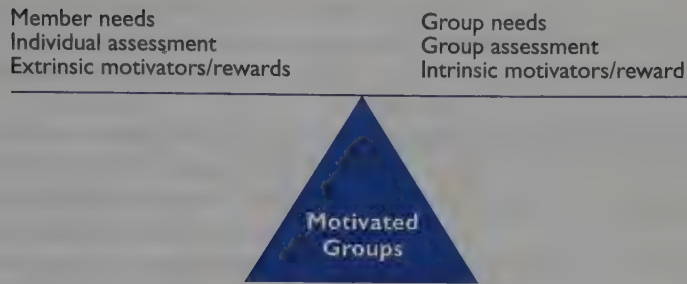 Member needs
Individual assessment
Extrinsic motivators/rewards
Group needs
Group assessment
Intrinsic motivators/reward
Motivated
Groups